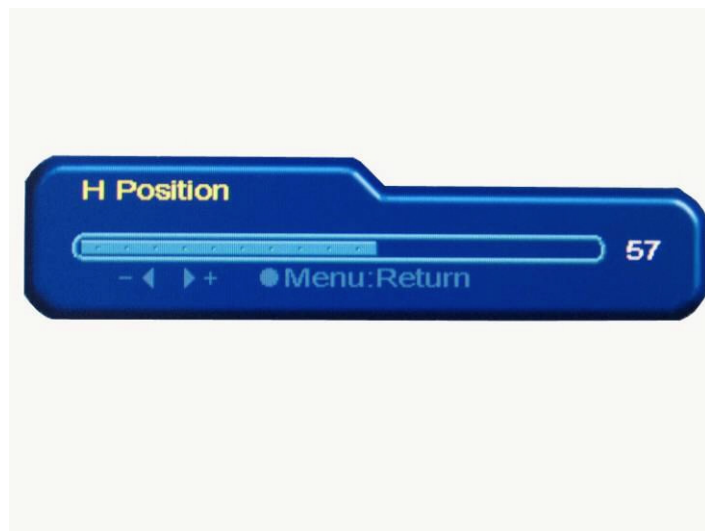 H Position
57
- ◀ ▶ + ●Menu:Return